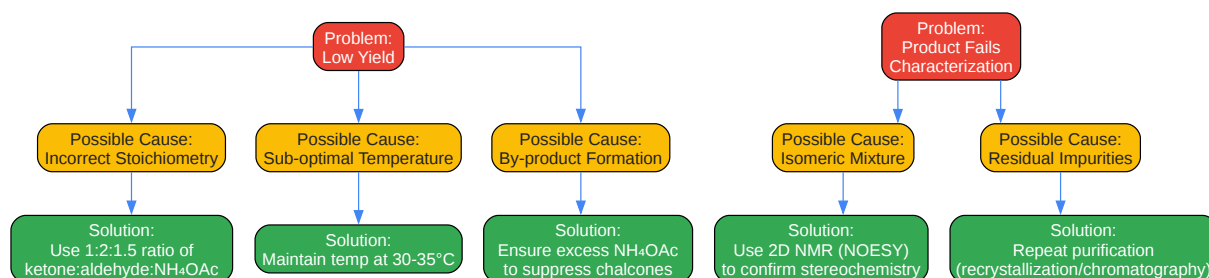 Problem:
Low Yield
Problem:
Product Fails
Characterization
Possible Cause:
Incorrect Stoichiometry
Possible Cause:
Sub-optimal Temperature
Possible Cause:
By-product Formation
Possible Cause:
Isomeric Mixture
Possible Cause:
Residual Impurities
Solution:
Use 1:2:1.5 ratio of
ketone:aldehyde:NH₄OAc
Solution:
Maintain temp at 30-35°C
Solution:
Ensure excess NH₄OAc
to suppress chalcones
Solution:
Use 2D NMR (NOESY)
to confirm stereochemistry
Solution:
Repeat purification
(recrystallization/chromatography)